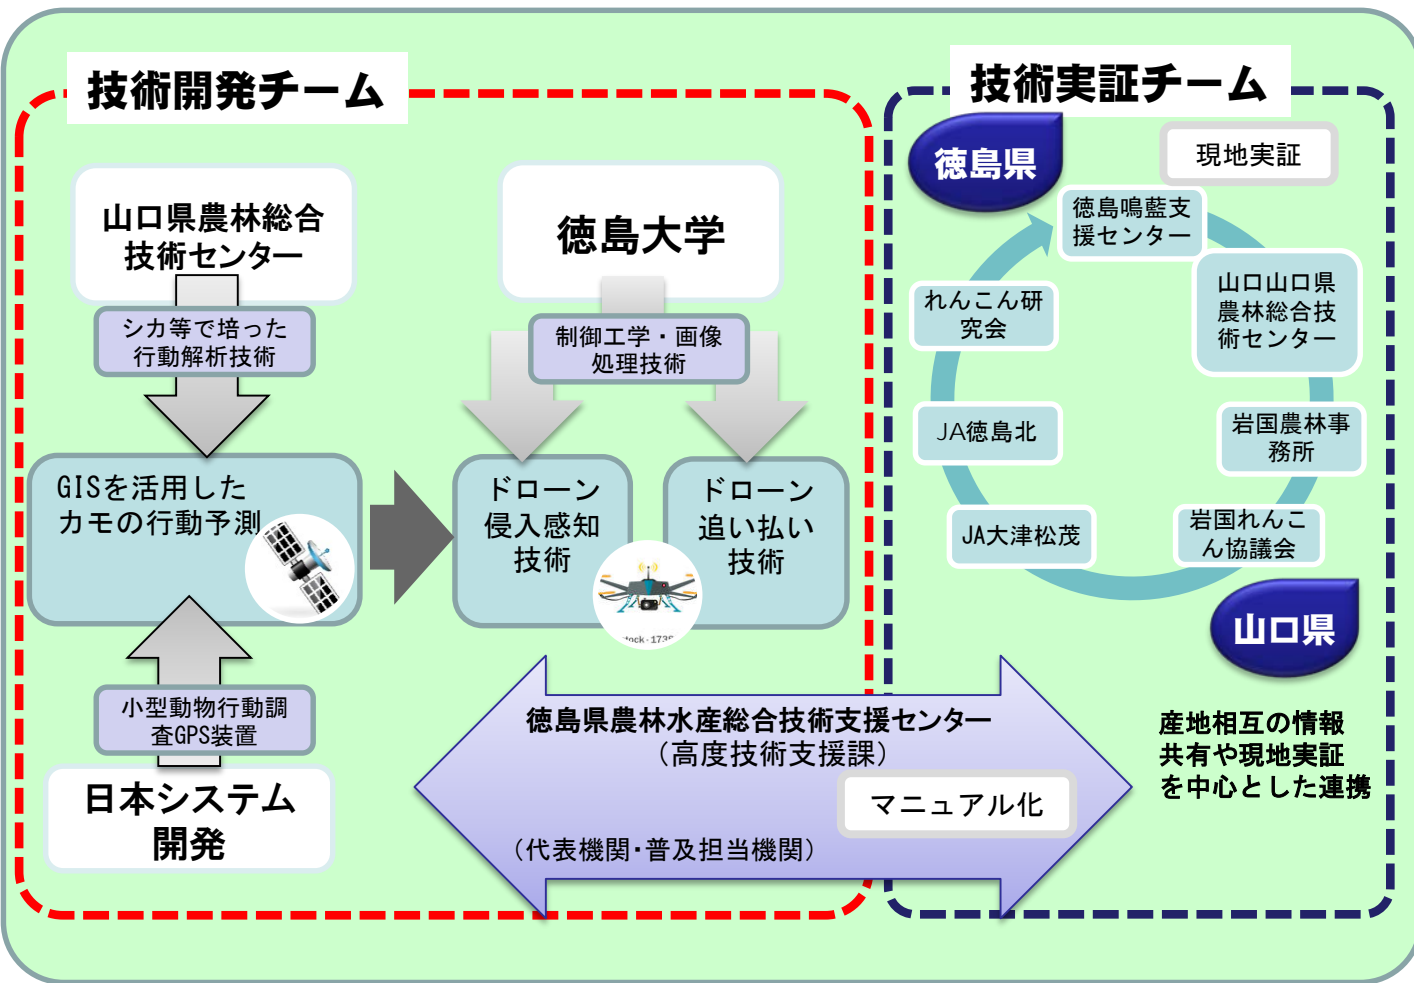 技術開発チーム
山口県農林総合
技術センター
シカ等で培った
行動解析技術
徳島大学
制御工学・画像
処理技術
GISを活用した
カモの行動予測
ドローン
侵入感知
技術
ドローン
追い払い
技術
小型動物行動調
査GPS装置
日本システム
開発
技術実証チーム
徳島県
現地実証
徳島鳴藍支
援センター
山口山口県
農林総合技
術センター
岩国農林事
務所
岩国れんこ
ん協議会
JA大津松茂
JA徳島北
れんこん研
究会
山口県
産地相互の情報
共有や現地実証
を中心とした連携
徳島県農林水産総合技術支援センター
（高度技術支援課）
マニュアル化
（代表機関・普及担当機関）